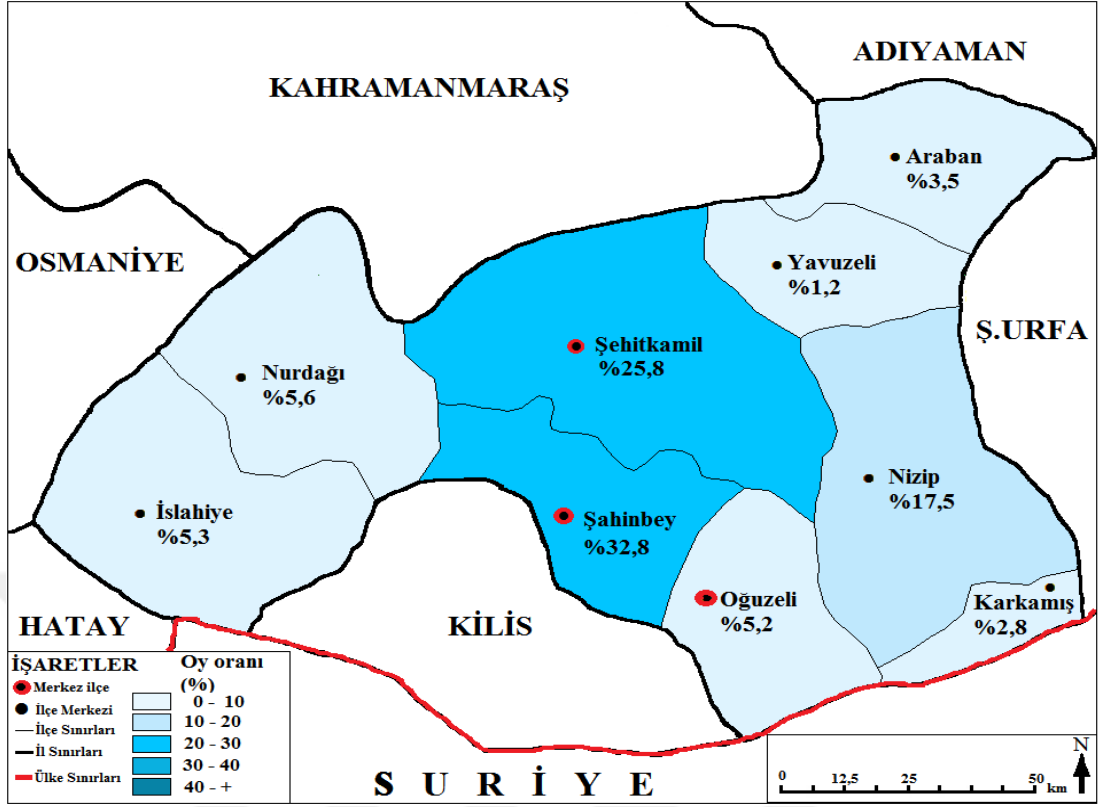 ADIYAMAN
KAHRAMANMARAŞ
Araban
%3,5
OSMANİYE
Yavuzeli
%1,2
Ş.URFA
Şehitkamil
%25,8
Nurdağı
%5,6
Nizip
%17,5
İslahiye
%5,3
Şahinbey
%32,8
Oğuzeli
%5,2
Karkamış
%2,8
HATAY
KİLİS
İŞARETLER
Merkez ilçe
İlçe Merkezi
İlçe Sınırları
İl Sınırları
Ülke Sınırları
Oy oranı
(%)
0 - 10
10 - 20
20 - 30
30 - 40
40 - +
SURİYE
N
0 12,5 25 50 km